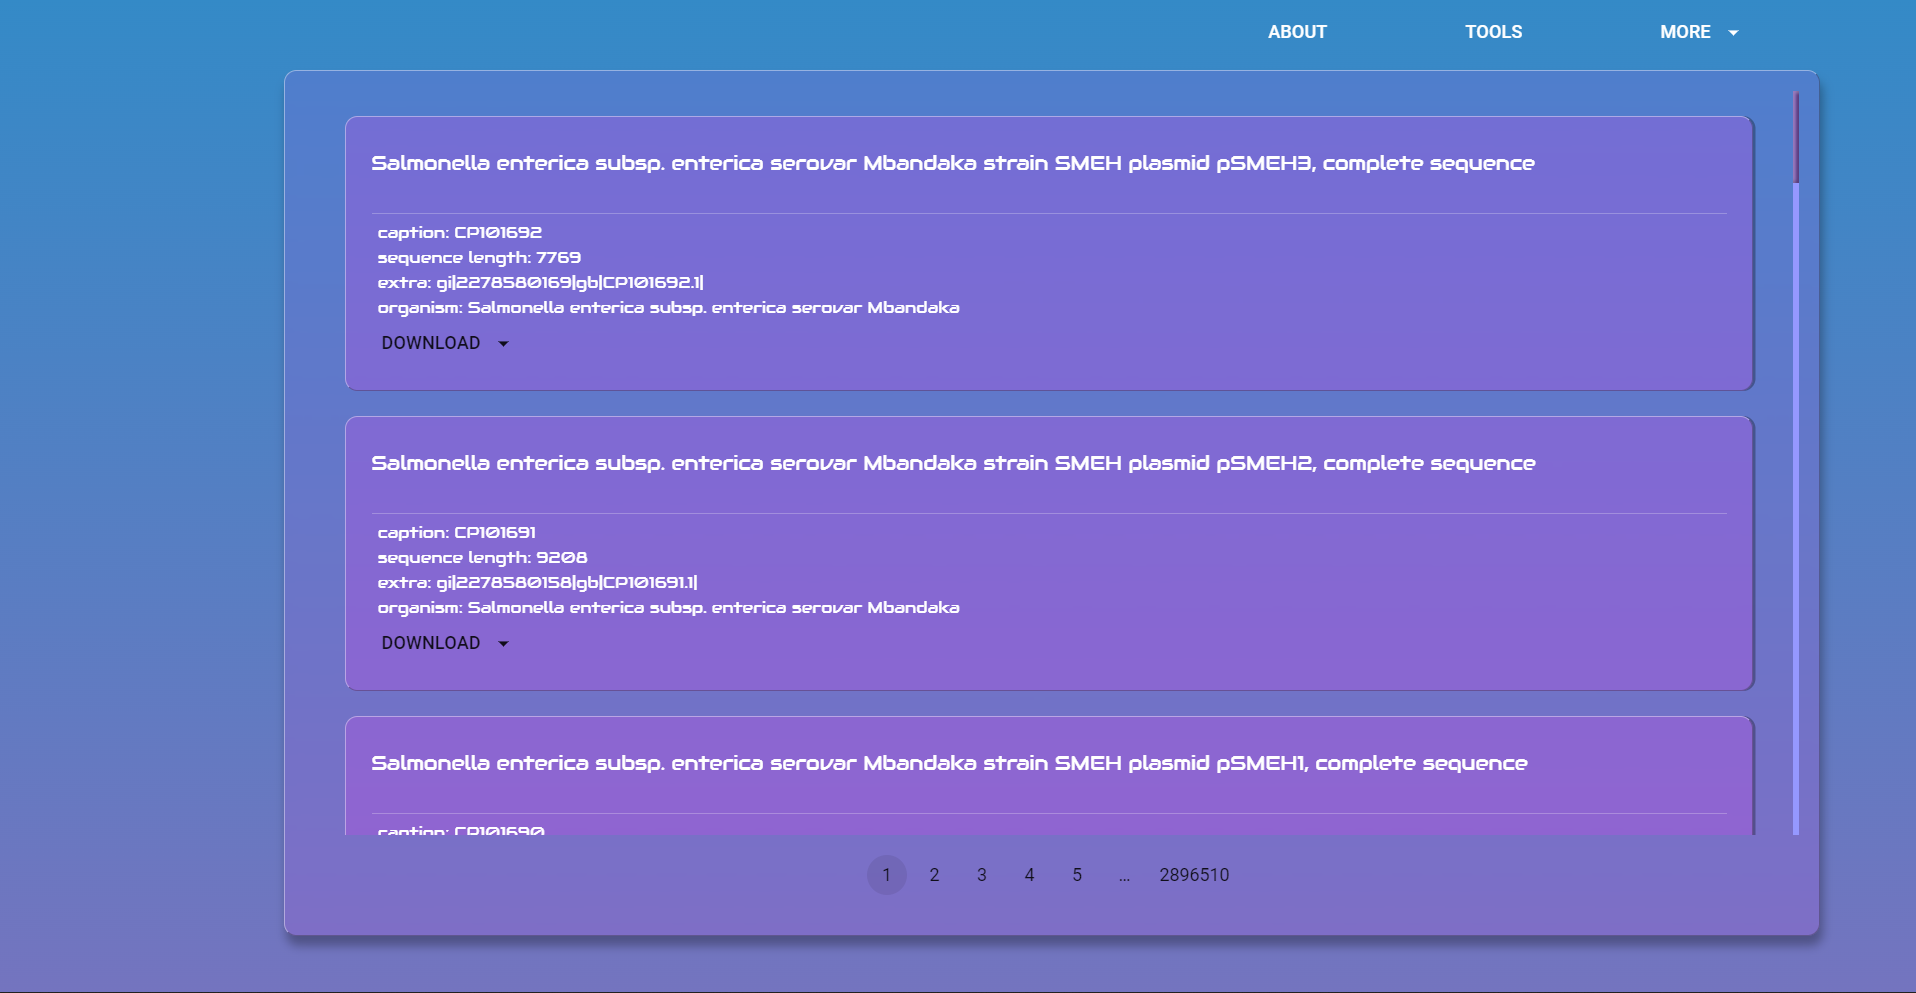 ABOUT TOOLS MORE
Salmonella enterica subsp. enterica serovar Mbandaka strain SMEH plasmid pSMEH3, complete sequence
caption: CP101692
sequence length: 7769
extra: gi|2278580169|gb|CP101692.1|
organism: Salmonella enterica subsp. enterica serovar Mbandaka
DOWNLOAD
Salmonella enterica subsp. enterica serovar Mbandaka strain SMEH plasmid pSMEH2, complete sequence
caption: CP101691
sequence length: 9208
extra: gi|2278580158|gb|CP101691.1|
organism: Salmonella enterica subsp. enterica serovar Mbandaka
DOWNLOAD
Salmonella enterica subsp. enterica serovar Mbandaka strain SMEH plasmid pSMEH1, complete sequence
caption: CP101690
1 2 3 4 5 … 2896510